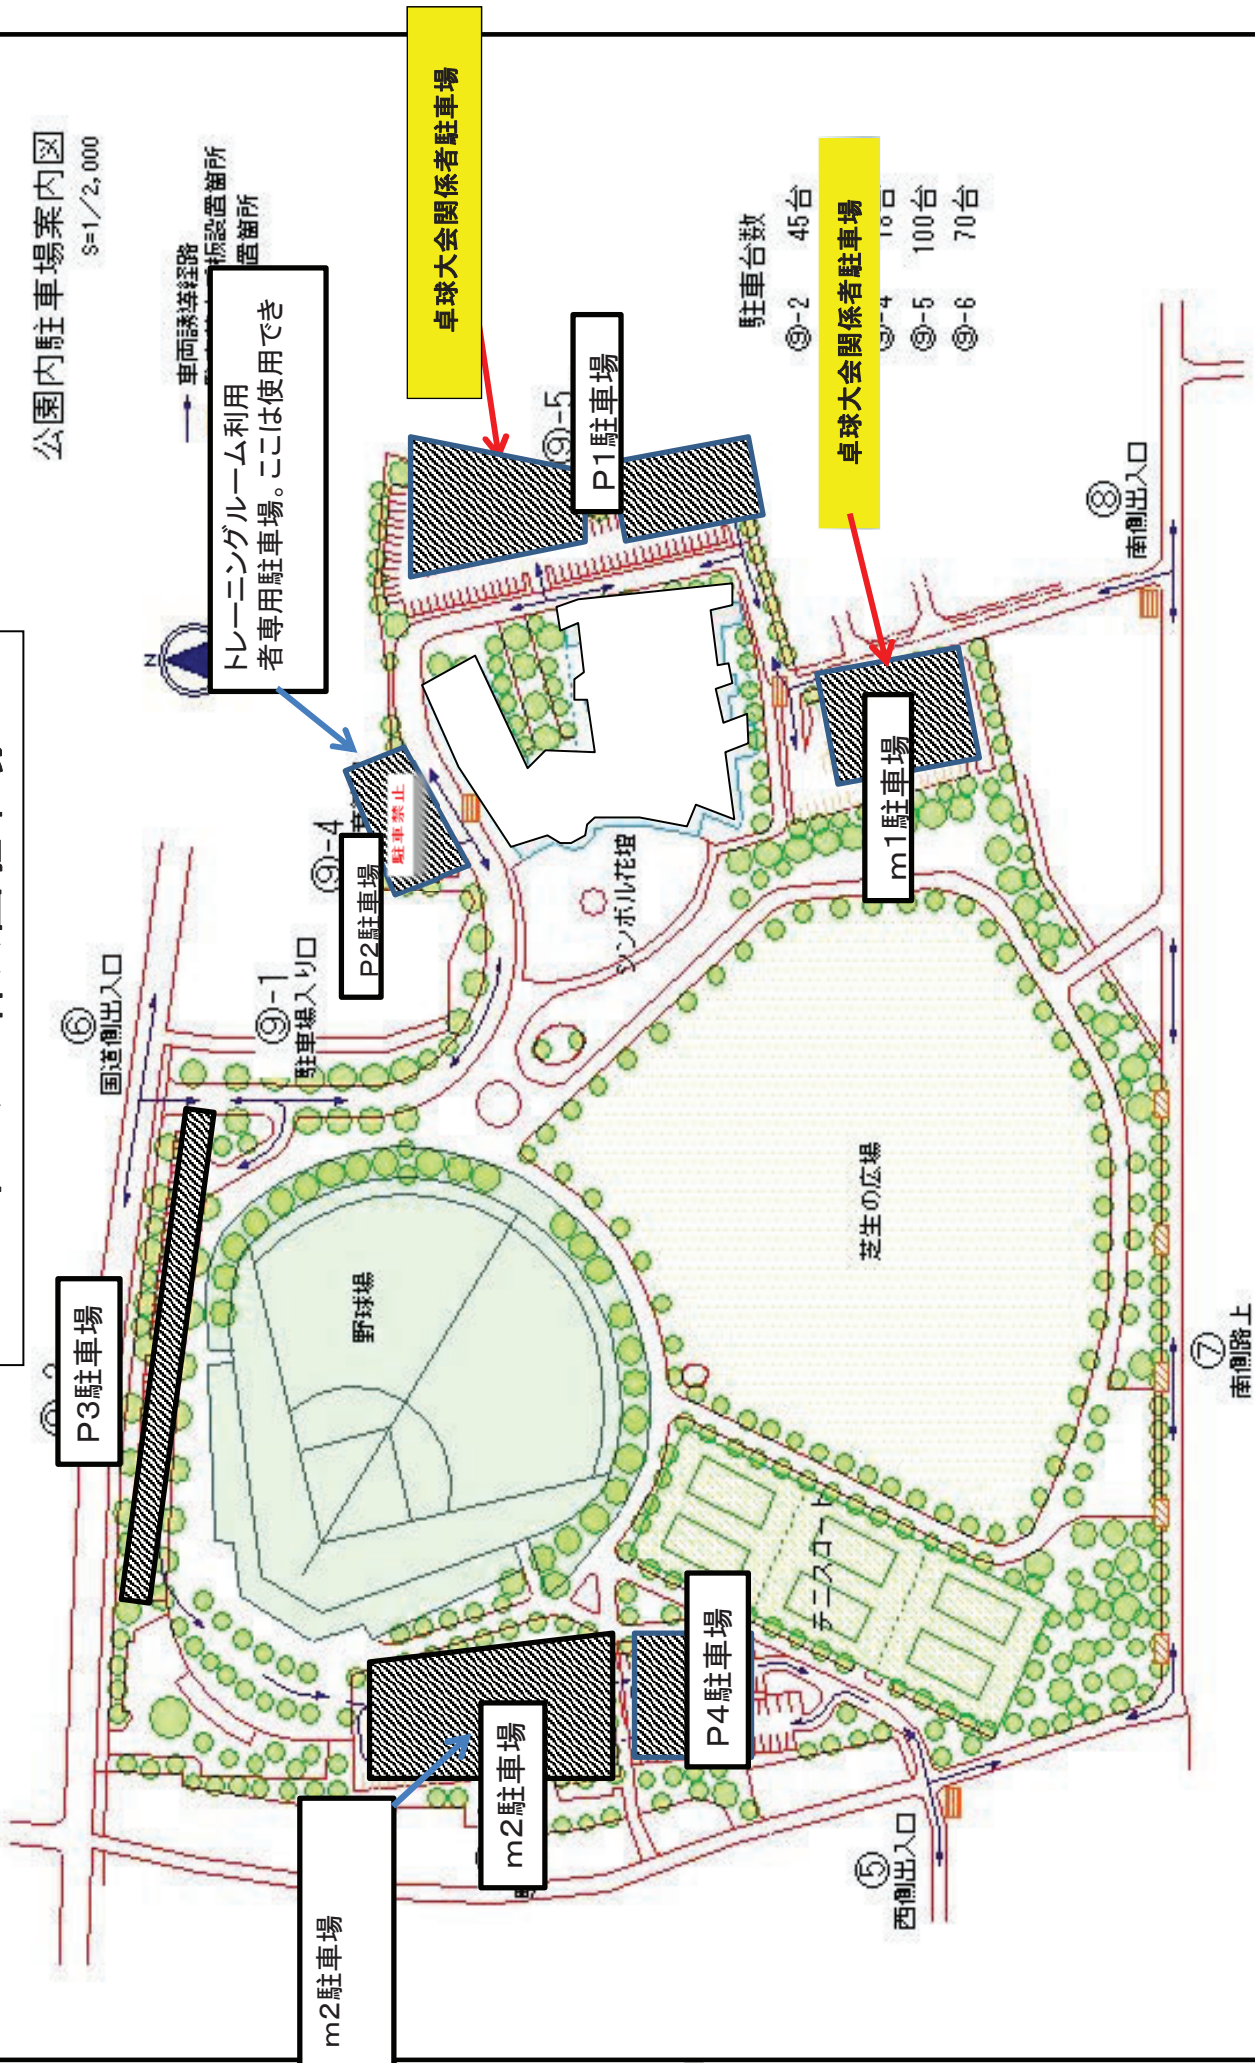 公園内駐車場案内図
S=1/2,000
車両誘導経路
板設置箇所
置箇所
トレーニングルーム利用
者専用駐車場。ここは使用でき
卓球大会関係者駐車場
⑨-5
P1駐車場
駐車台数
⑨-2 45台
-4
⑨-5 100台
⑨-6 70台
卓球大会関係者駐車場
⑧
南側出入口
m1駐車場
N
⑨-4
駐車禁止
P2駐車場
シンボル花壇
⑥
国道側出入口
⑨-1
駐車場入り口
P3駐車場
野球場
芝生の広場
テニスコート
⑦
南側路上
P4駐車場
m2駐車場
m2駐車場
⑤
西側出入口